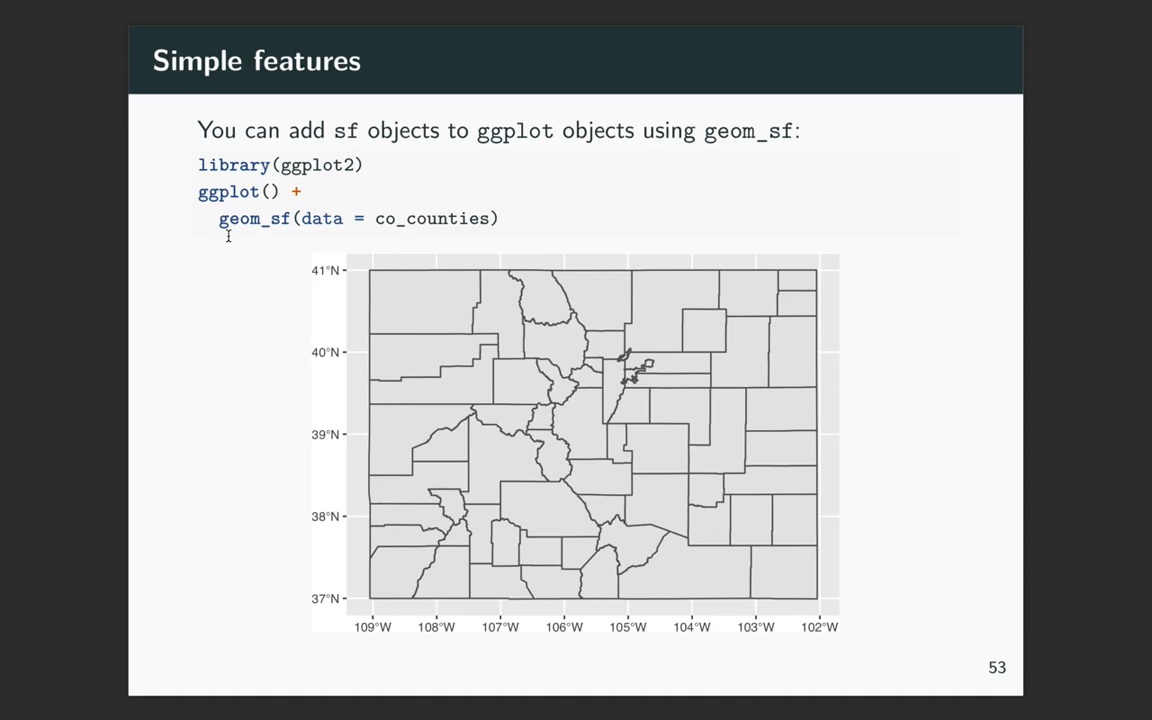 Simple features
You can add sf objects to ggplot objects using geom_sf:
library(ggplot2)
ggplot() +
geom_sf(data = co_counties)
41°N
40°N
39°N
38°N
37°N
109°W 108°W 107°W 106°W 105°W 104°W 103°W 102°W
53